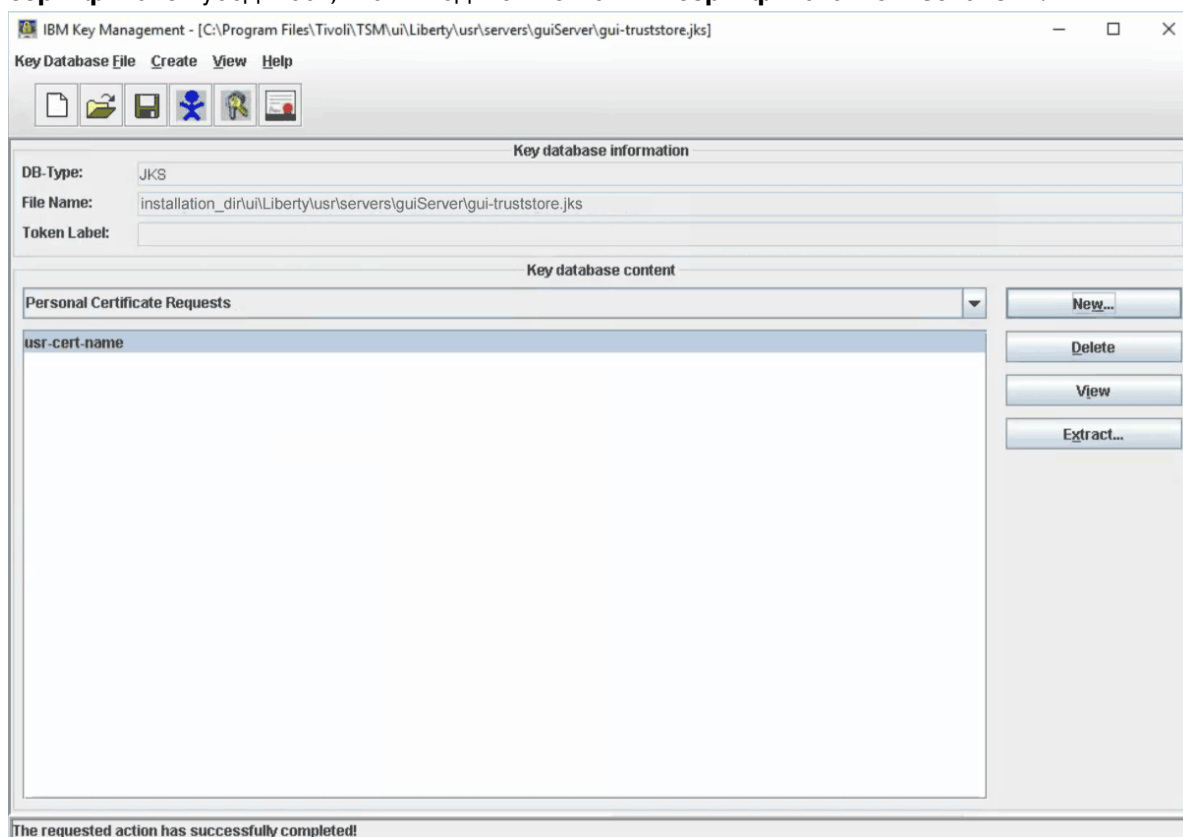 IBM Key Management - [C:\Program Files\Tivoli\TSM\ui\Liberty\usr\servers\guiServer\gui-truststore.jks]
Key Database File Create View Help
Key database information
DB-Type: JKS
File Name: installation_dir\ui\Liberty\usr\servers\guiServer\gui-truststore.jks
Token Label:
Key database content
Personal Certificate Requests New...
usr-cert-name Delete
View
Extract...
The requested action has successfully completed!